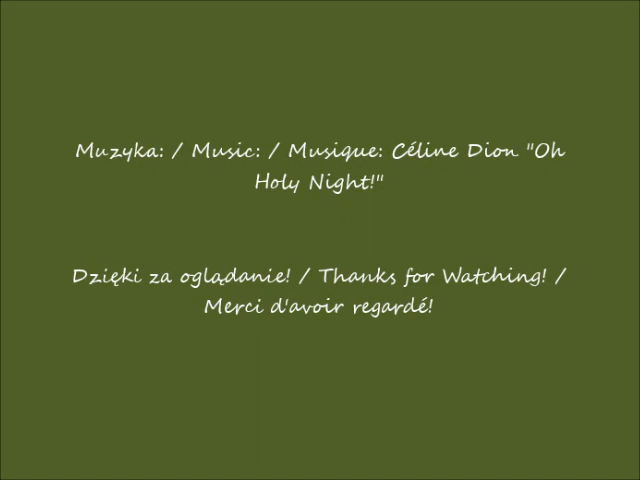 Muzyka: / Music: / Musique: Céline Dion "Oh
Holy Night!"
Dzięki za oglądanie! / Thanks for Watching! /
Merci d'avoir regardé!